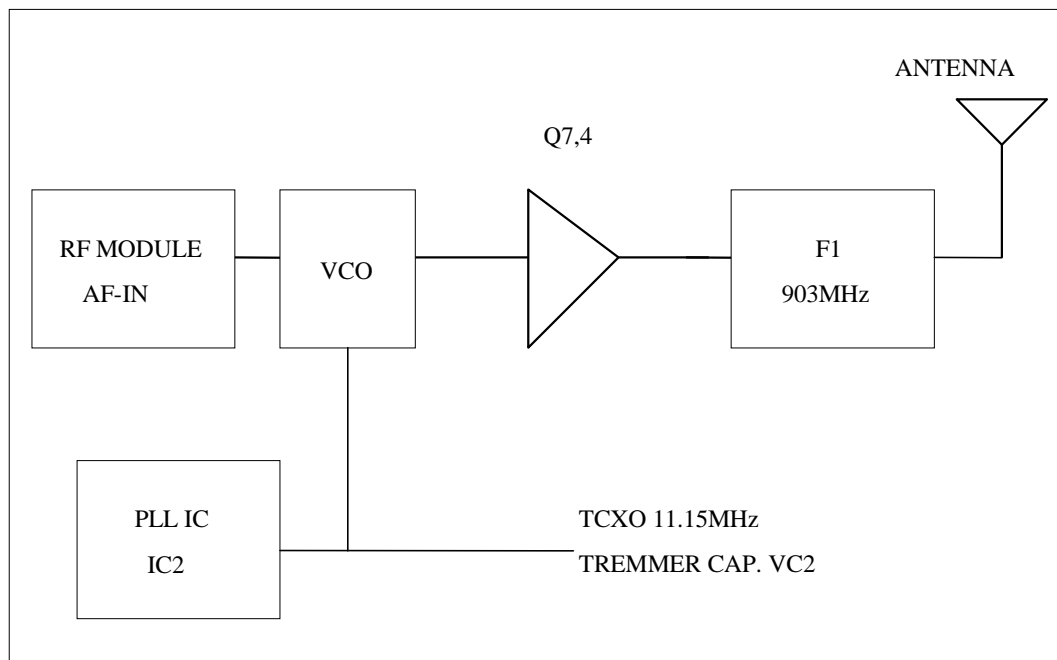 ANTENNA
Q7,4
RF MODULE
AF-IN
VCO
F1
903MHz
PLL IC
IC2
TCXO 11.15MHz
TREMMER CAP. VC2